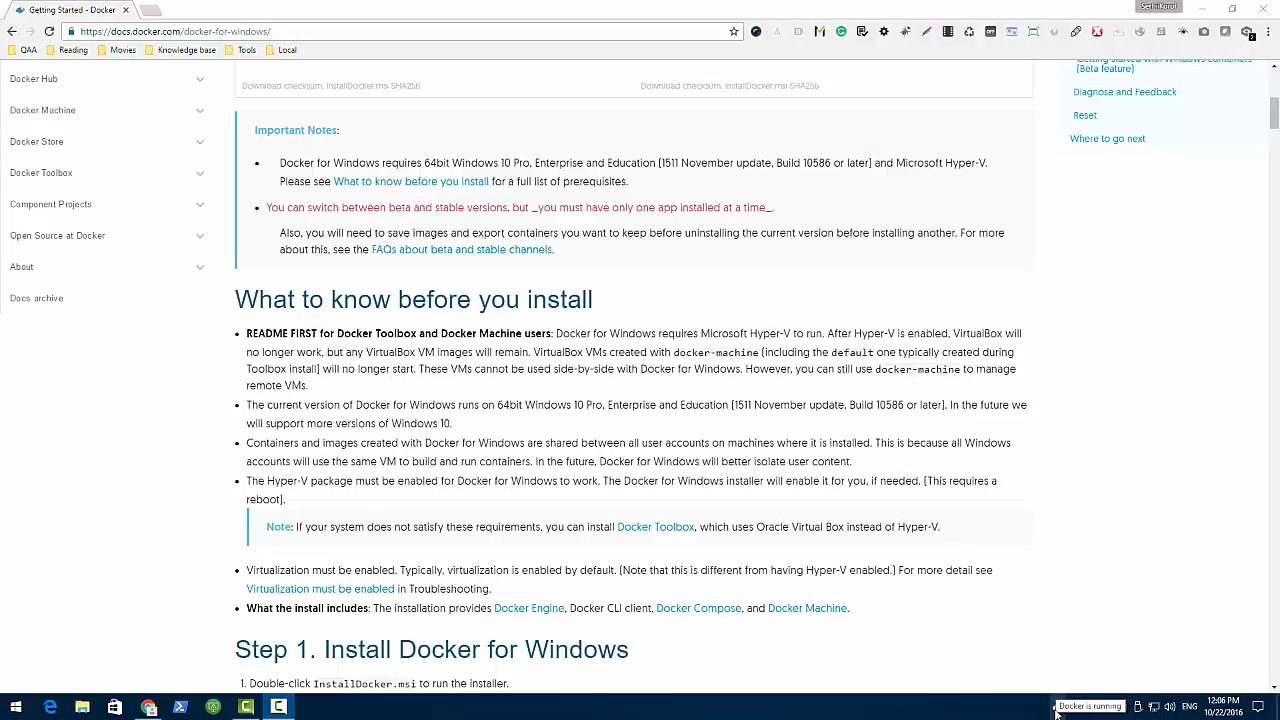 Getting Started - Docker
SerhiiKorol
https://docs.docker.com/docker-for-windows/
QAA
Reading
Movies
Knowledge base
Tools
Local
Docker Hub
Docker Machine
Docker Store
Docker Toolbox
Component Projects
Open Source at Docker
About
Docs archive
Download checksum: InstallDocker.msi SHA256
Download checksum: InstallDocker.msi SHA256
Important Notes:
• Docker for Windows requires 64bit Windows 10 Pro, Enterprise and Education (1511 November update, Build 10586 or later) and Microsoft Hyper-V.
Please see What to know before you install for a full list of prerequisites.
• You can switch between beta and stable versions, but _you must have only one app installed at a time_.
Also, you will need to save images and export containers you want to keep before uninstalling the current version before installing another. For more
about this, see the FAQs about beta and stable channels.
What to know before you install
• README FIRST for Docker Toolbox and Docker Machine users: Docker for Windows requires Microsoft Hyper-V to run. After Hyper-V is enabled, VirtualBox will
no longer work, but any VirtualBox VM images will remain. VirtualBox VMs created with docker-machine (including the default one typically created during
Toolbox install) will no longer start. These VMs cannot be used side-by-side with Docker for Windows. However, you can still use docker-machine to manage
remote VMs.
• The current version of Docker for Windows runs on 64bit Windows 10 Pro, Enterprise and Education (1511 November update, Build 10586 or later). In the future we
will support more versions of Windows 10.
• Containers and images created with Docker for Windows are shared between all user accounts on machines where it is installed. This is because all Windows
accounts will use the same VM to build and run containers. In the future, Docker for Windows will better isolate user content.
• The Hyper-V package must be enabled for Docker for Windows to work. The Docker for Windows installer will enable it for you, if needed. (This requires a
reboot).
Note: If your system does not satisfy these requirements, you can install Docker Toolbox, which uses Oracle Virtual Box instead of Hyper-V.
• Virtualization must be enabled. Typically, virtualization is enabled by default. (Note that this is different from having Hyper-V enabled.) For more detail see
Virtualization must be enabled in Troubleshooting.
• What the install includes: The installation provides Docker Engine, Docker CLI client, Docker Compose, and Docker Machine.
Step 1. Install Docker for Windows
1. Double-click InstallDocker.msi to run the installer.
Getting started with Windows containers
(Beta feature)
Diagnose and Feedback
Reset
Where to go next
Docker is running
ENG
12:06 PM
10/22/2016